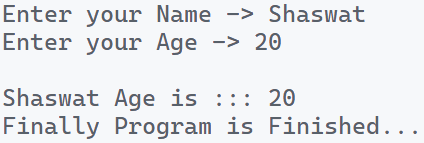 Enter your Name -> Shaswat
Enter your Age -> 20
Shaswat Age is ::: 20
Finally Program is Finished...